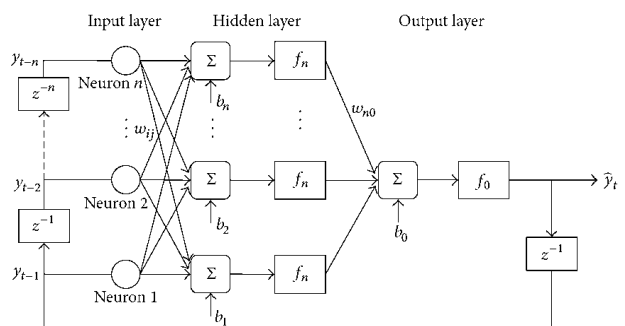 Input layer Hidden layer Output layer
y_{t−n} Neuron n Σ f_n
z^{−n} b_n w_{n0}
w_{ij}
y_{t−2} Neuron 2 Σ f_n Σ f_0 ŷ_t
z^{−1} b_2 b_0 z^{−1}
y_{t−1} Neuron 1 Σ f_n
b_1